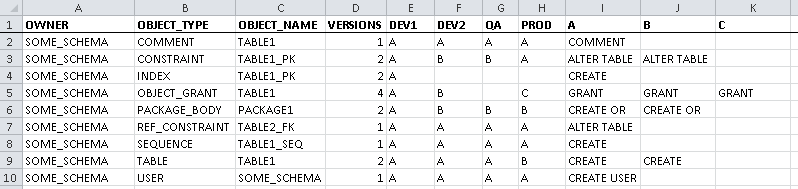 A B C D E F G H I J K
1 OWNER OBJECT_TYPE OBJECT_NAME VERSIONS DEV1 DEV2 QA PROD A B C
2 SOME_SCHEMA COMMENT TABLE1 1 A A A A COMMENT
3 SOME_SCHEMA CONSTRAINT TABLE1_PK 2 A B B A ALTER TABLE ALTER TABLE
4 SOME_SCHEMA INDEX TABLE1_PK 2 A A CREATE
5 SOME_SCHEMA OBJECT_GRANT TABLE1 4 A B C GRANT GRANT GRANT
6 SOME_SCHEMA PACKAGE_BODY PACKAGE1 2 A B B B CREATE OR CREATE OR
7 SOME_SCHEMA REF_CONSTRAINT TABLE2_FK 1 A A A A ALTER TABLE
8 SOME_SCHEMA SEQUENCE TABLE1_SEQ 1 A A A A CREATE
9 SOME_SCHEMA TABLE TABLE1 2 A A A B CREATE CREATE
10 SOME_SCHEMA USER SOME_SCHEMA 1 A A A A CREATE USER